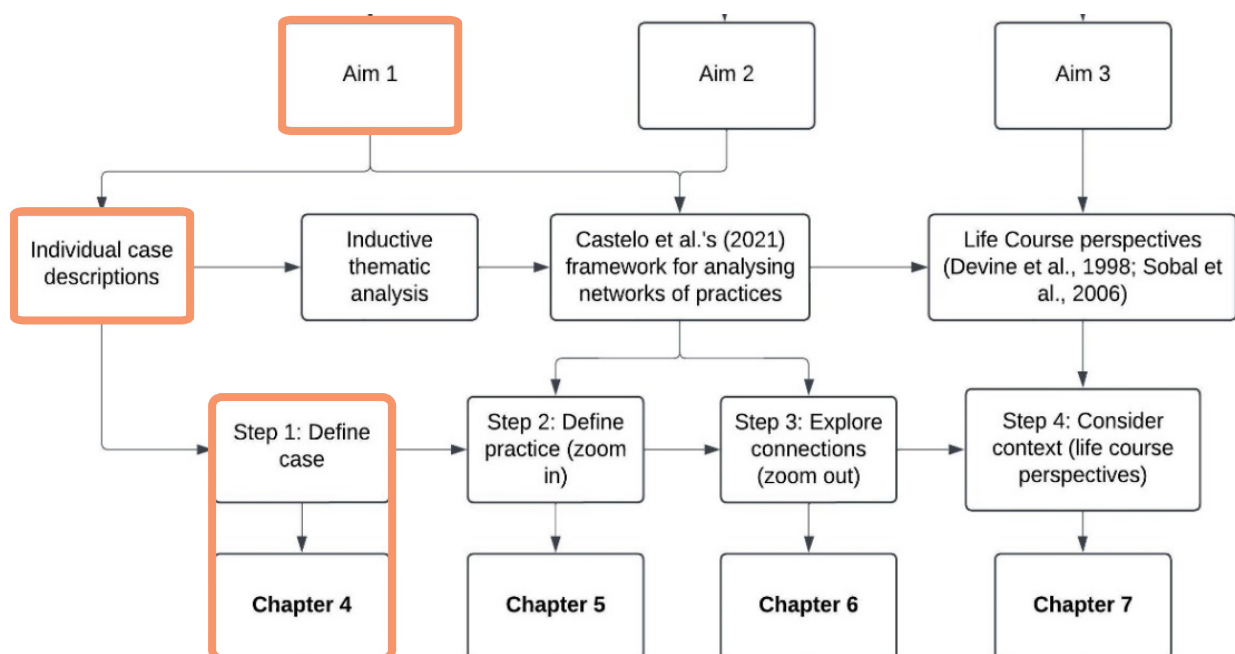 Aim 1
Aim 2
Aim 3
Individual case
descriptions
Inductive
thematic
analysis
Castelo et al.'s (2021)
framework for analysing
networks of practices
Life Course perspectives
(Devine et al., 1998; Sobal et
al., 2006)
Step 1: Define
case
Step 2: Define
practice (zoom
in)
Step 3: Explore
connections
(zoom out)
Step 4: Consider
context (life course
perspectives)
Chapter 4
Chapter 5
Chapter 6
Chapter 7